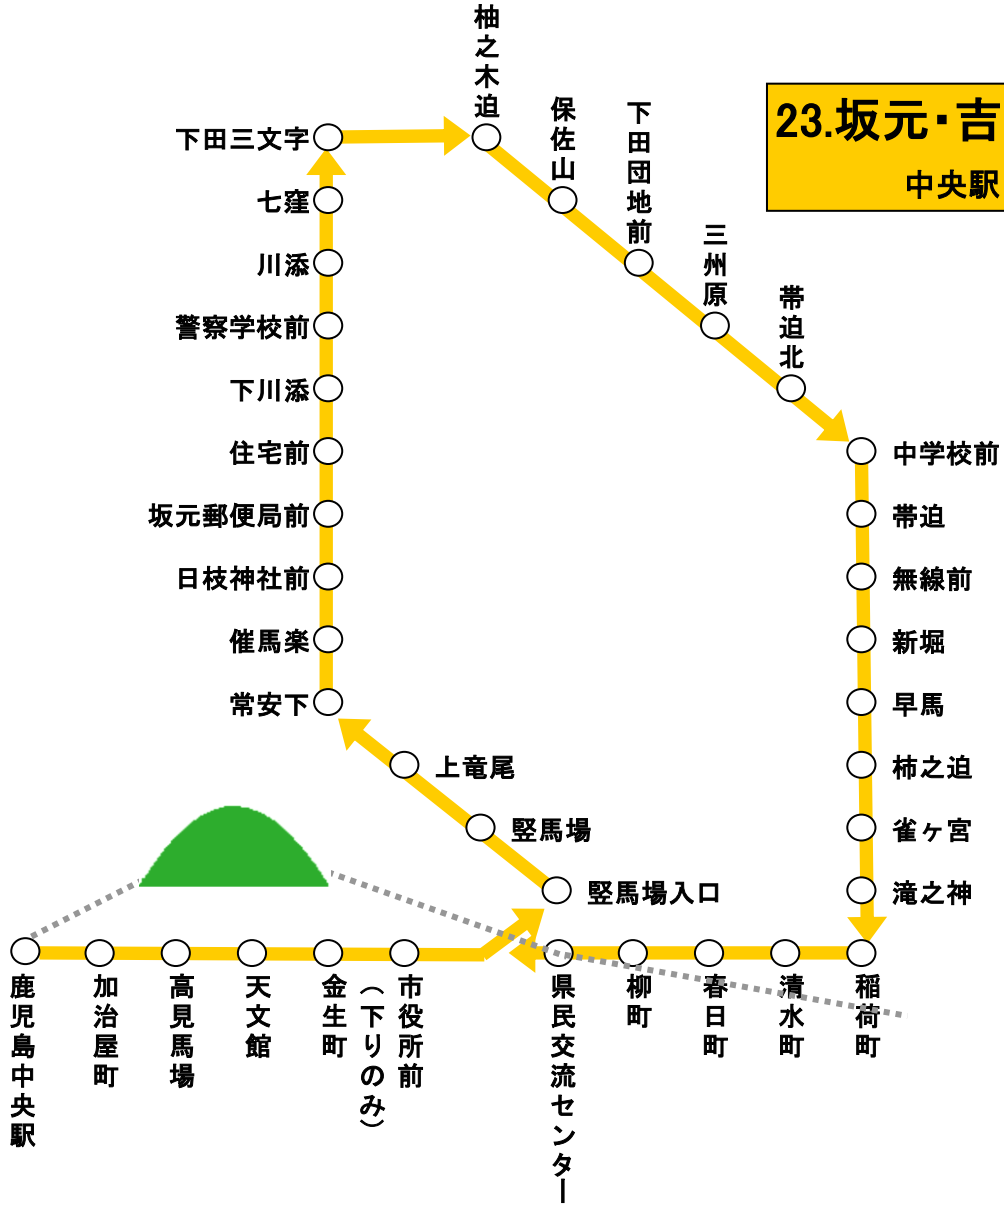 23.坂元・吉
中央駅
鹿児島中央駅
加治屋町
高見馬場
天文館
金生町
(下りのみ)
市役所前
竪馬場入口
竪馬場
上竜尾
常安下
催馬楽
日枝神社前
坂元郵便局前
住宅前
下川添
警察学校前
川添
七窪
下田三文字
柚之木迫
保佐山
下田団地前
三州原
帯迫北
中学校前
帯迫
無線前
新堀
早馬
柿之迫
雀ヶ宮
滝之神
稲荷町
清水町
春日町
柳町
県民交流センター